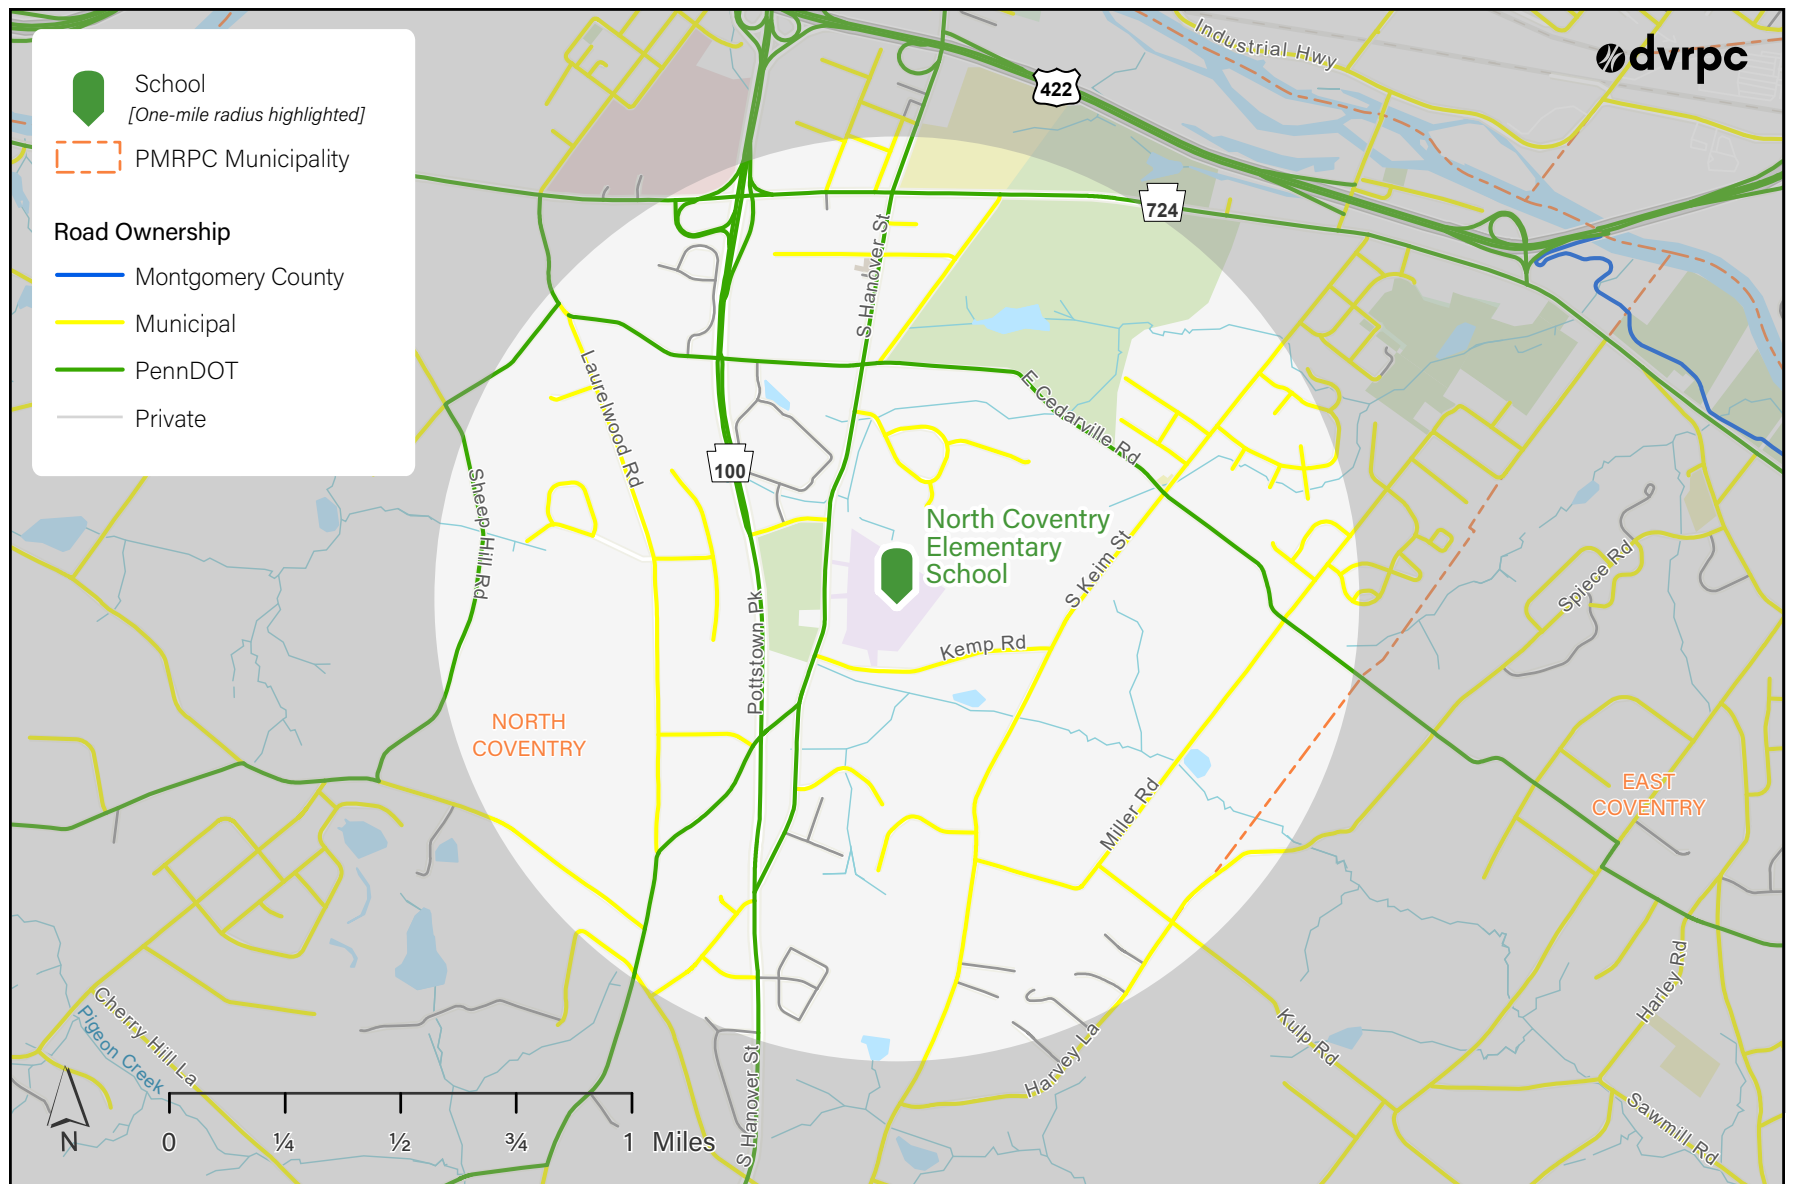 School
[One-mile radius highlighted]
PMRPC Municipality
Road Ownership
Montgomery County
Municipal
PennDOT
Private
dvrpc
Industrial Hwy
422
724
S Hanover St
Laurelwood Rd
E Cedarville Rd
100
Sheep Hill Rd
North Coventry
Elementary
School
S Keim St
Spiece Rd
Kemp Rd
Pottstown Pk
NORTH
COVENTRY
EAST
COVENTRY
Miller Rd
Harley Rd
Cherry Hill La
Pigeon Creek
Kulp Rd
Harvey La
S Hanover St
Sawmill Rd
N
0 1/4 1/2 3/4 1 Miles